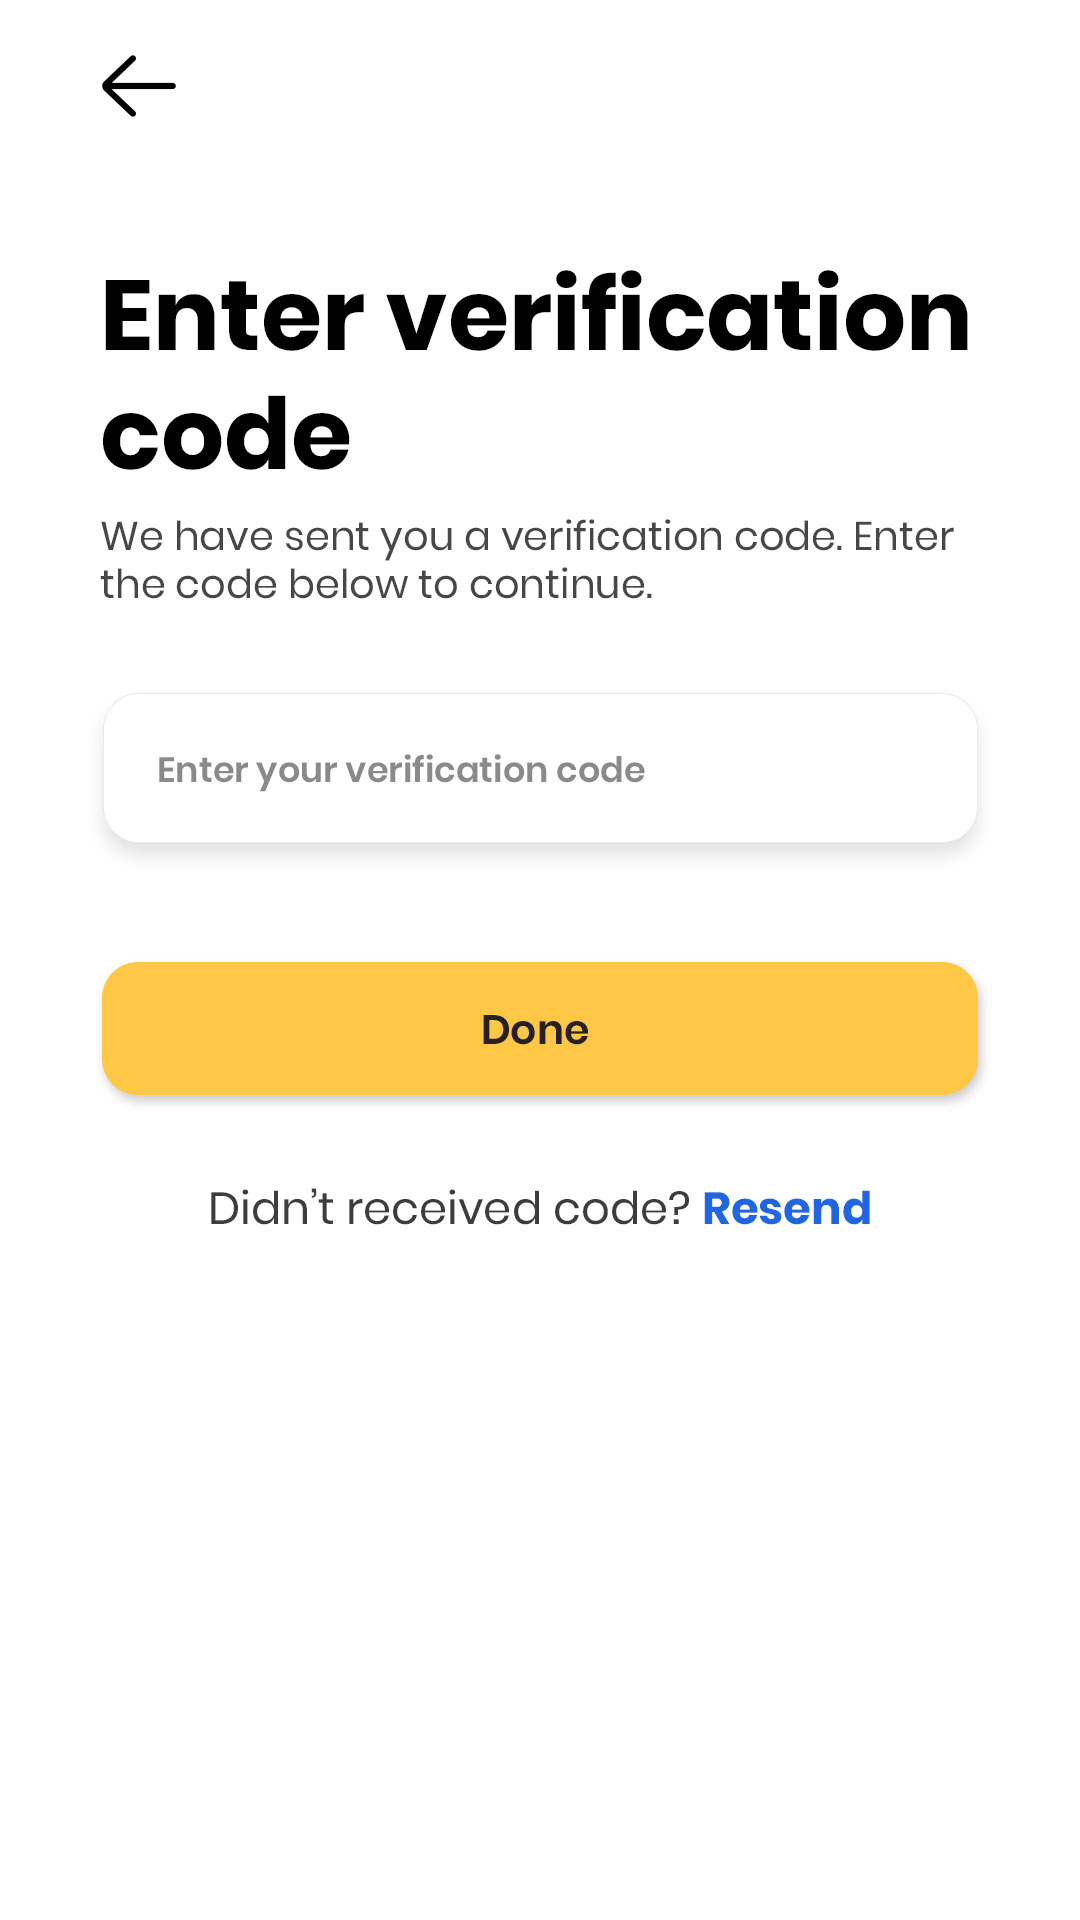 Enter verification
code
We have sent you a verification code. Enter
the code below to continue.
Enter your verification code
Done
Didn’t received code? Resend